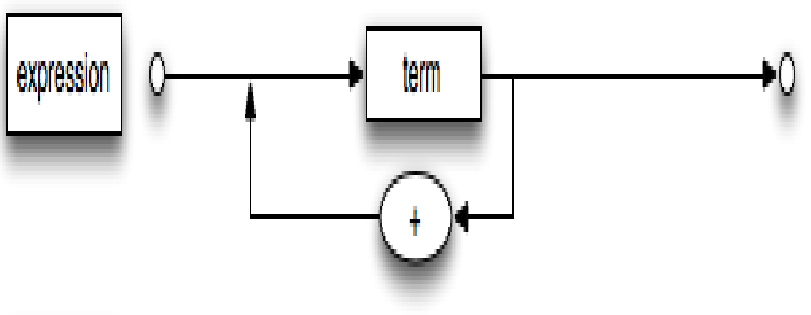 expression
term
+